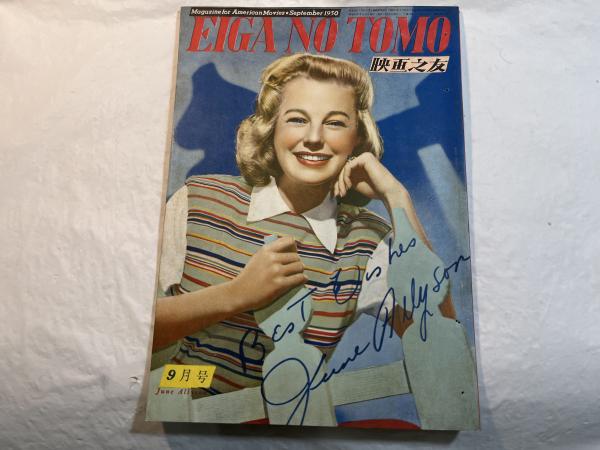 Magazine for American Movies • September 1950
EIGA NO TOMO
映画之友
Best Wishes
June Allyson
9月号
June